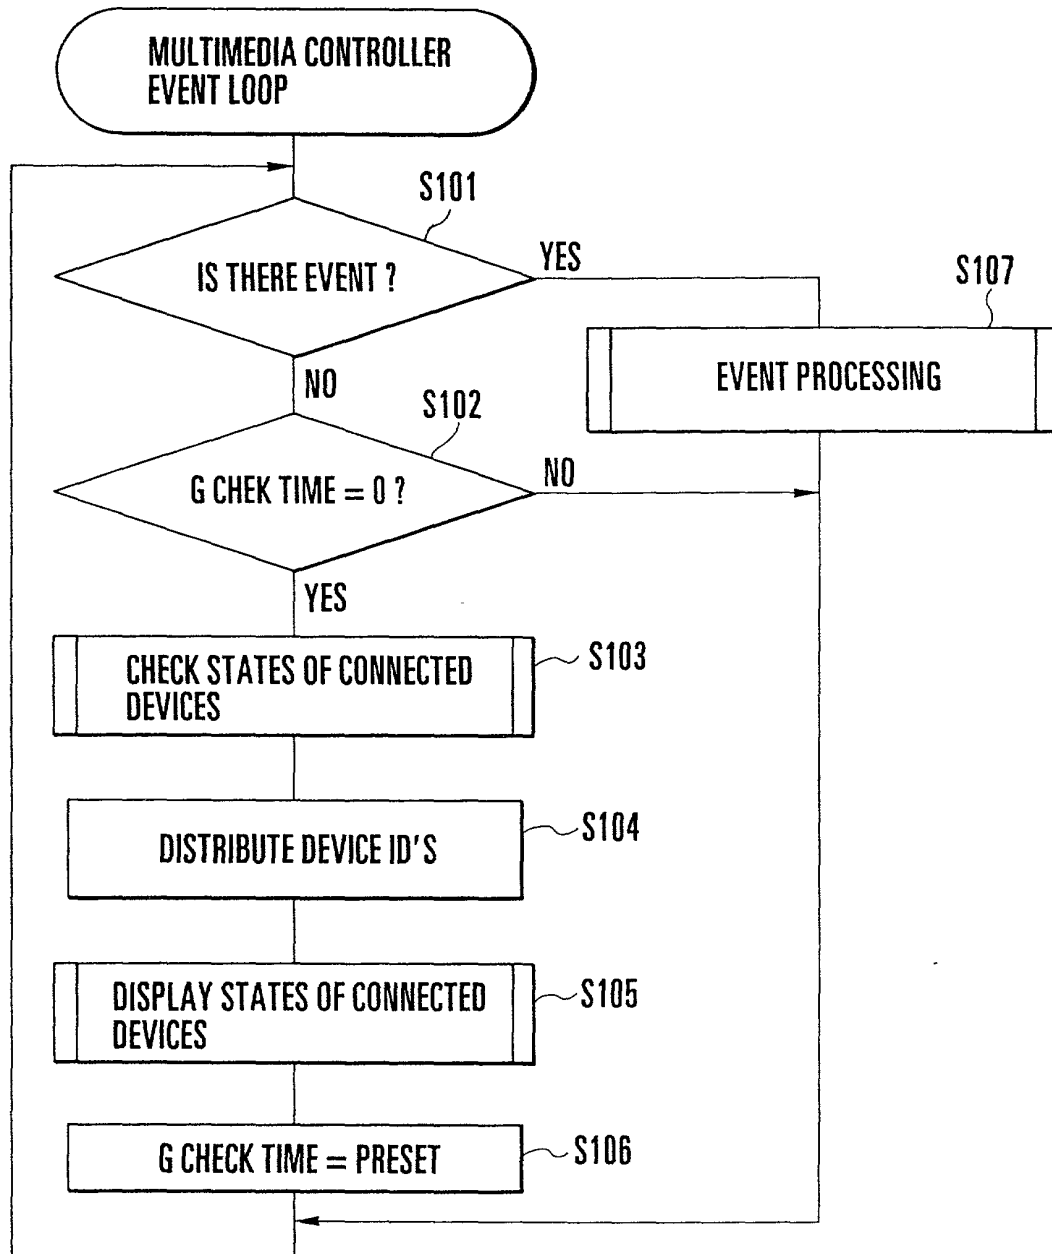 MULTIMEDIA CONTROLLER
EVENT LOOP
S101
IS THERE EVENT ?
YES
S107
EVENT PROCESSING
NO
S102
G CHEK TIME = 0 ?
NO
YES
CHECK STATES OF CONNECTED
DEVICES
S103
DISTRIBUTE DEVICE ID'S
S104
DISPLAY STATES OF CONNECTED
DEVICES
S105
G CHECK TIME = PRESET
S106